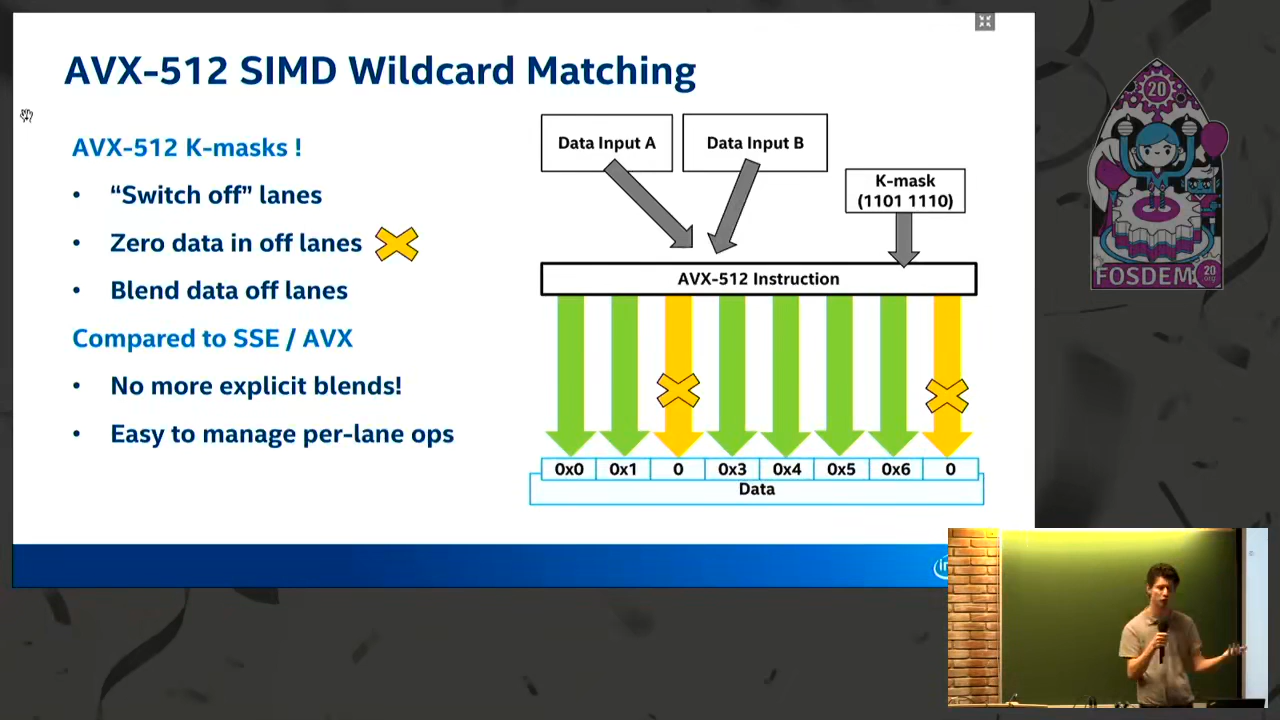 AVX-512 SIMD Wildcard Matching
AVX-512 K-masks !
• “Switch off” lanes
• Zero data in off lanes
• Blend data off lanes
Compared to SSE / AVX
• No more explicit blends!
• Easy to manage per-lane ops
Data Input A
Data Input B
K-mask
(1101 1110)
AVX-512 Instruction
0x0 0x1 0 0x3 0x4 0x5 0x6 0
Data
20
FOSDEM
20
.org